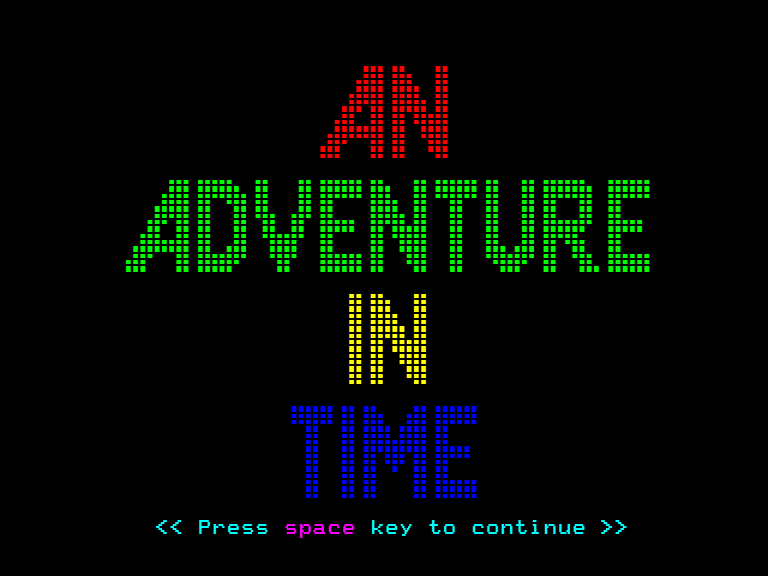 AN
ADVENTURE
IN
TIME
<< Press space key to continue >>